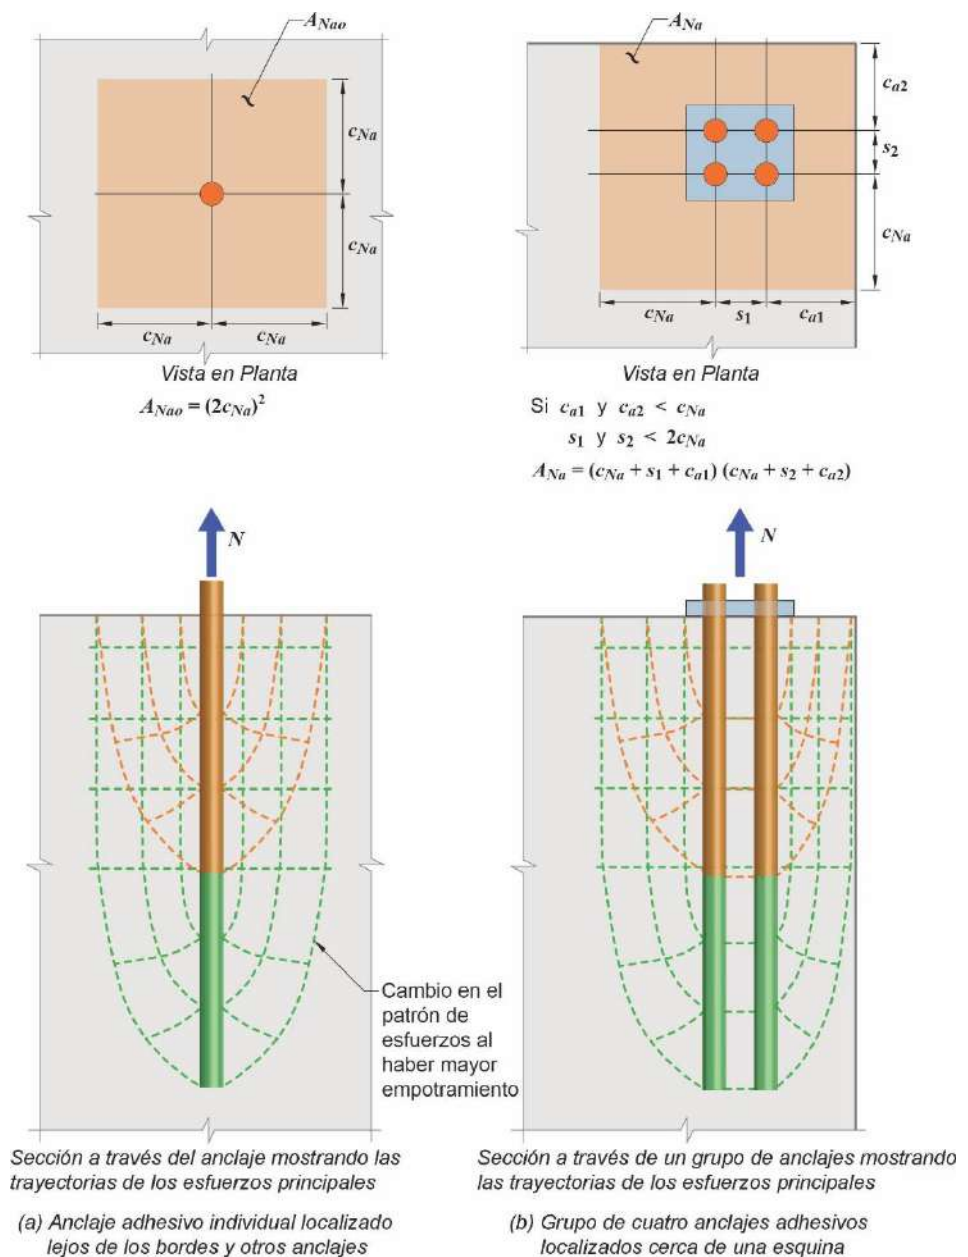 A_Nao
c_Na
c_Na
c_Na
c_Na
Vista en Planta
A_Nao = (2c_Na)^2
A_Na
c_a2
s_2
c_Na
c_Na
s_1
c_a1
Vista en Planta
Si c_a1 y c_a2 < c_Na
s_1 y s_2 < 2c_Na
A_Na = (c_Na + s_1 + c_a1) (c_Na + s_2 + c_a2)
N
Cambio en el
patrón de
esfuerzos al
haber mayor
empotramiento
Sección a través del anclaje mostrando las
trayectorias de los esfuerzos principales
(a) Anclaje adhesivo individual localizado
lejos de los bordes y otros anclajes
N
Sección a través de un grupo de anclajes mostrando
las trayectorias de los esfuerzos principales
(b) Grupo de cuatro anclajes adhesivos
localizados cerca de una esquina